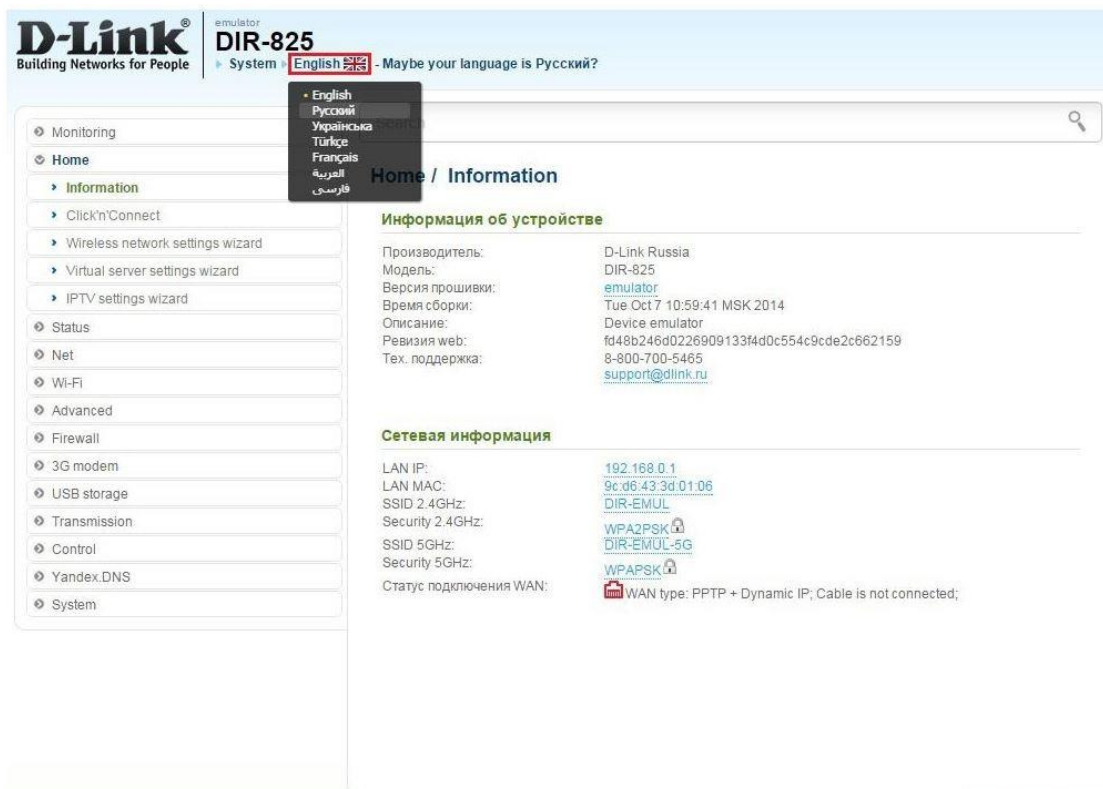 D-Link®
Building Networks for People
emulator
DIR-825
System English - Maybe your language is Русский?
English
Русский
Українська
Türkçe
Français
العربية
فارسی
Monitoring
Home
Information
Click'n'Connect
Wireless network settings wizard
Virtual server settings wizard
IPTV settings wizard
Status
Net
Wi-Fi
Advanced
Firewall
3G modem
USB storage
Transmission
Control
Yandex.DNS
System
Search
Home / Information
Информация об устройстве
Производитель: D-Link Russia
Модель: DIR-825
Версия прошивки: emulator
Время сборки: Tue Oct 7 10:59:41 MSK 2014
Описание: Device emulator
Ревизия web: fd48b246d0226909133f4d0c554c9cde2c662159
Тех. поддержка: 8-800-700-5465
support@dlink.ru
Сетевая информация
LAN IP: 192.168.0.1
LAN MAC: 9c:d6:43:3d:01:06
SSID 2.4GHz: DIR-EMUL
Security 2.4GHz: WPA2PSK
SSID 5GHz: DIR-EMUL-5G
Security 5GHz: WPAPSK
Статус подключения WAN: WAN type: PPTP + Dynamic IP; Cable is not connected;